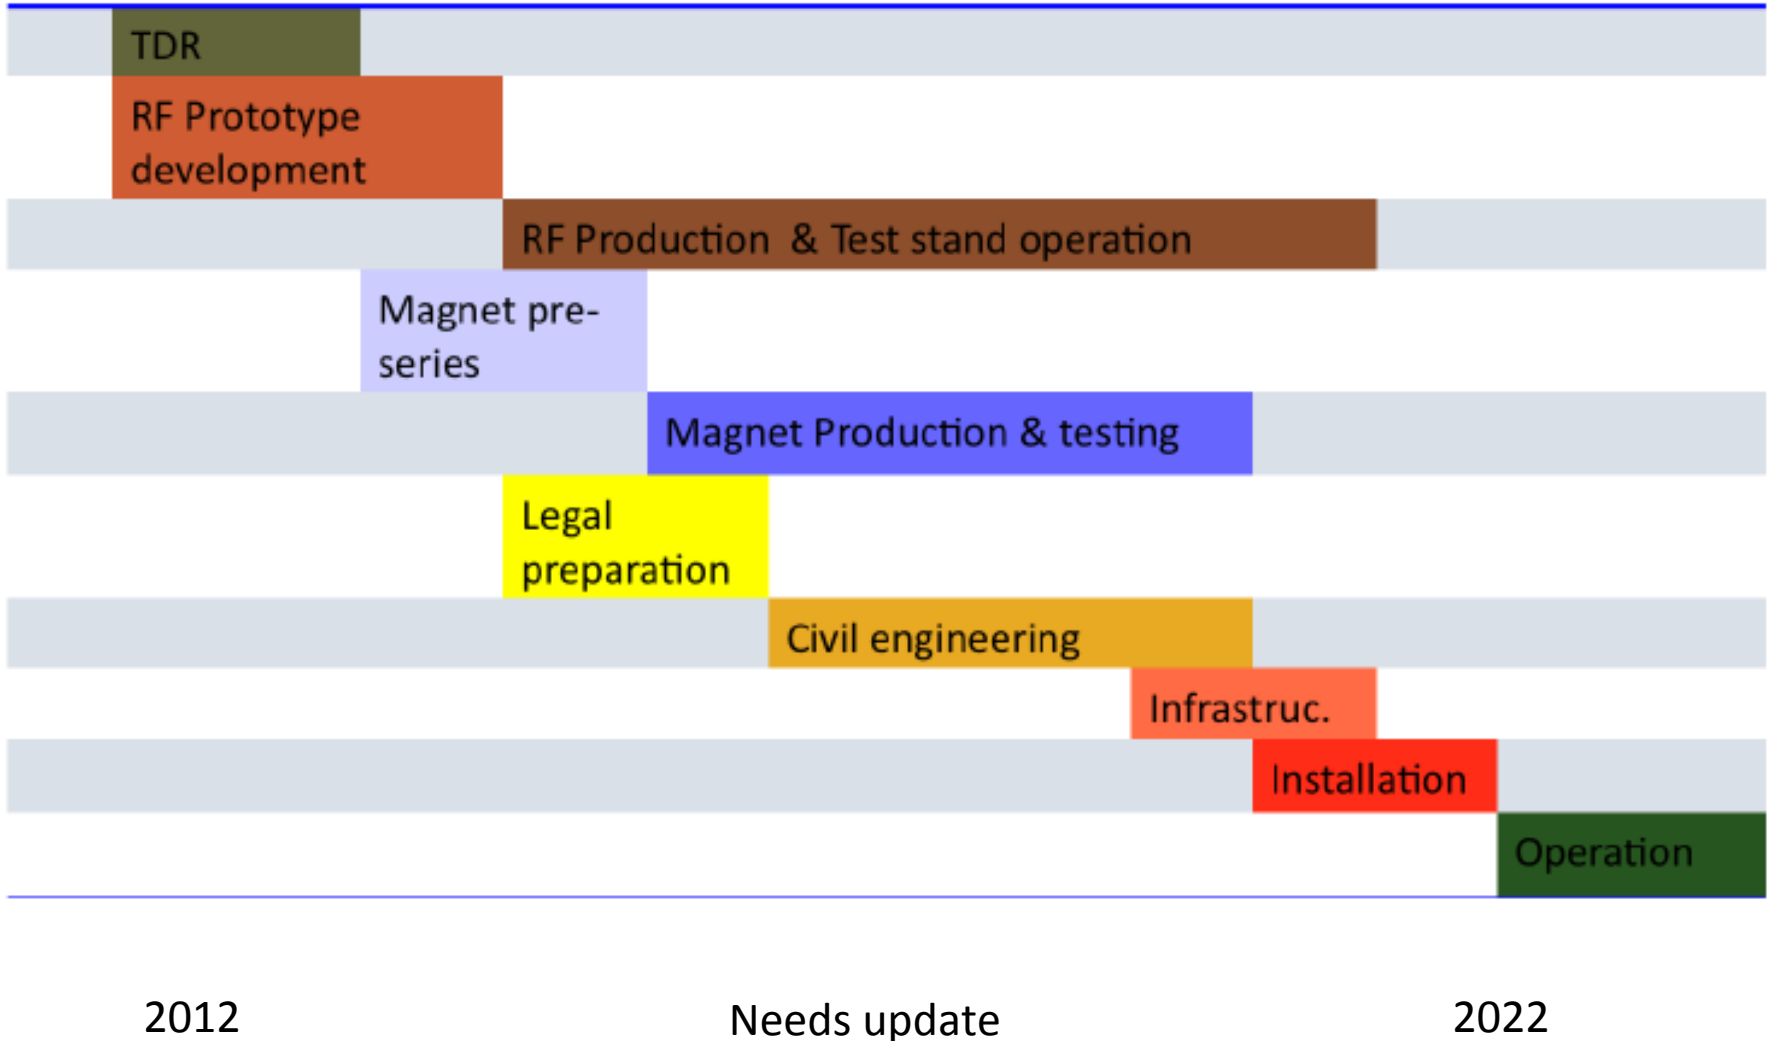 TDR
RF Prototype
development
RF Production & Test stand operation
Magnet pre-
series
Magnet Production & testing
Legal
preparation
Civil engineering
Infrastruc.
Installation
Operation
2012 Needs update 2022